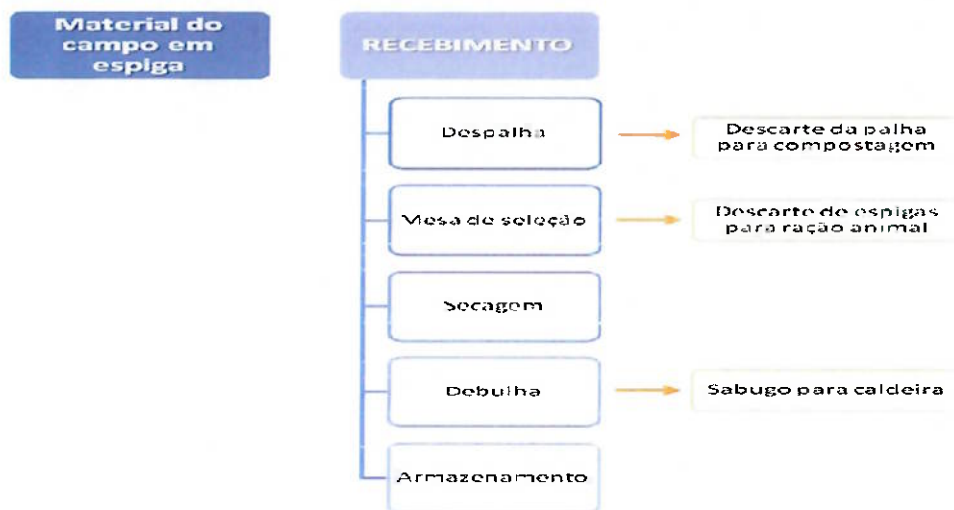 Material do
campo em
espiga
RECEBIMENTO
Despalha
Descarte da palha
para compostagem
Mesa de seleção
Descarte de espigas
para ração animal
Secagem
Debulha
Sabugo para caldeira
Armazenamento